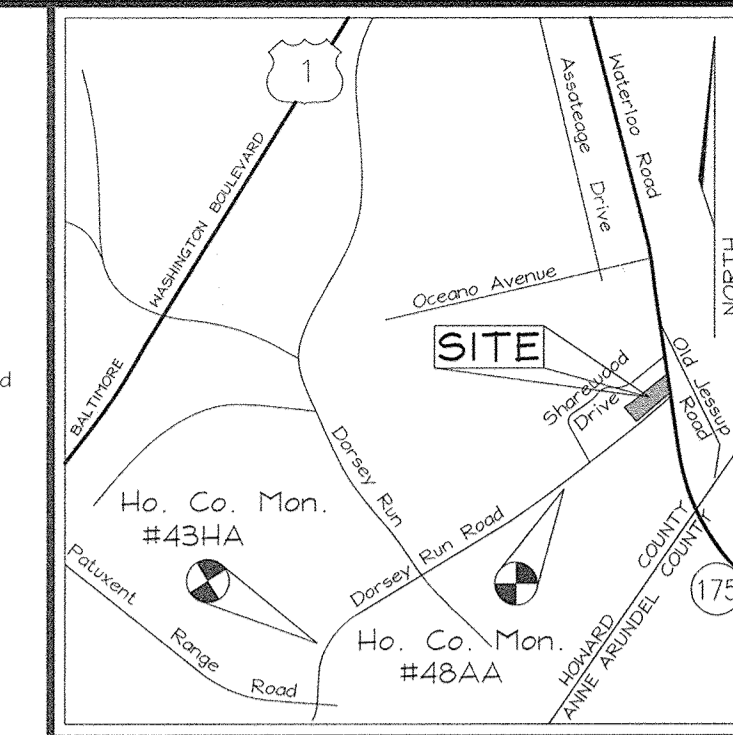 1
Assateage Drive
Waterloo Road
BALTIMORE WASHINGTON BOULEVARD
NORTH
Oceano Avenue
SITE
Sharewood
Drive
Old Jessup
Road
d
Dorsey Run
Ho. Co. Mon.
#43HA
Dorsey Run Road
Patuxent Range Road
Ho. Co. Mon.
#48AA
HOWARD COUNTY
ANNE ARUNDEL COUNTY
175